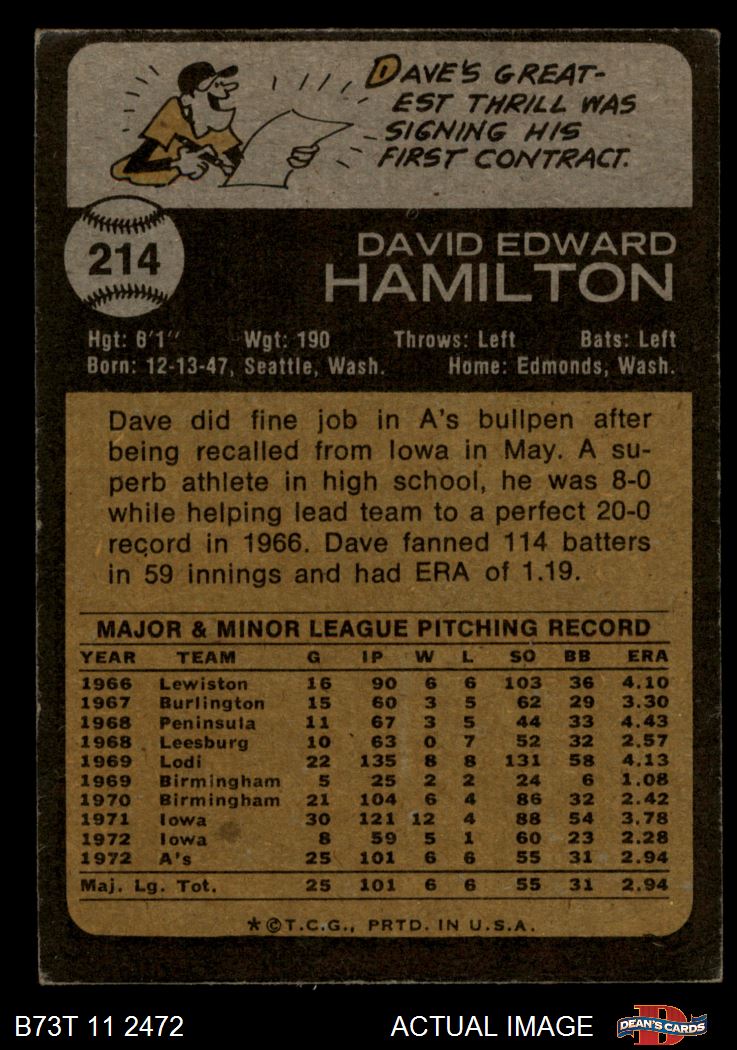 DAVE'S GREAT-
EST THRILL WAS
SIGNING HIS
FIRST CONTRACT.
214
DAVID EDWARD
HAMILTON
Hgt: 6'1" Wgt: 190 Throws: Left Bats: Left
Born: 12-13-47, Seattle, Wash. Home: Edmonds, Wash.
Dave did fine job in A's bullpen after
being recalled from Iowa in May. A su-
perb athlete in high school, he was 8-0
while helping lead team to a perfect 20-0
record in 1966. Dave fanned 114 batters
in 59 innings and had ERA of 1.19.
MAJOR & MINOR LEAGUE PITCHING RECORD
YEAR TEAM G IP W L SO BB ERA
1966 Lewiston 16 90 6 6 103 36 4.10
1967 Burlington 15 60 3 5 62 29 3.30
1968 Peninsula 11 67 3 5 44 33 4.43
1968 Leesburg 10 63 0 7 52 32 2.57
1969 Lodi 22 135 8 8 131 58 4.13
1969 Birmingham 5 25 2 2 24 6 1.08
1970 Birmingham 21 104 6 4 86 32 2.42
1971 Iowa 30 121 12 4 88 54 3.78
1972 Iowa 8 59 5 1 60 23 2.28
1972 A's 25 101 6 6 55 31 2.94
Maj. Lg. Tot. 25 101 6 6 55 31 2.94
*©T.C.G., PRTD. IN U.S.A.
B73T 11 2472 ACTUAL IMAGE DEAN'S CARDS